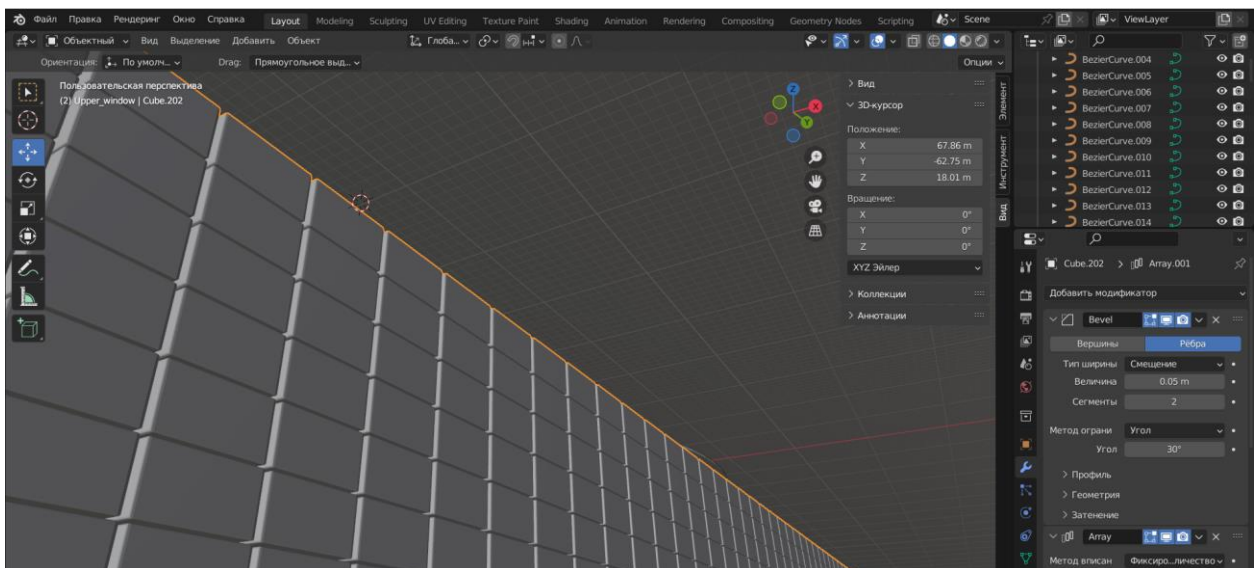 Файл Правка Рендеринг Окно Справка Layout Modeling Sculpting UV Editing Texture Paint Shading Animation Rendering Compositing Geometry Nodes Scripting Scene ViewLayer
Объектный Вид Выделение Добавить Объект Глоба...
Ориентация: По умолч... Drag: Прямоугольное выд... Опции
Пользовательская перспектива
(2) Upper_window | Cube.202
Z
X
Y
Вид
3D-курсор
Положение:
X 67.86 m
Y -62.75 m
Z 18.01 m
Вращение:
X 0°
Y 0°
Z 0°
XYZ Эйлер
Коллекции
Аннотации
Элемент
Инструмент
Вид
BezierCurve.004
BezierCurve.005
BezierCurve.006
BezierCurve.007
BezierCurve.008
BezierCurve.009
BezierCurve.010
BezierCurve.011
BezierCurve.012
BezierCurve.013
BezierCurve.014
Cube.202 > Array.001
Добавить модификатор
Bevel
Вершины Рёбра
Тип ширины Смещение
Величина 0.05 m
Сегменты 2
Метод ограни Угол
Угол 30°
Профиль
Геометрия
Затенение
Array
Метод вписан Фиксиро...личество